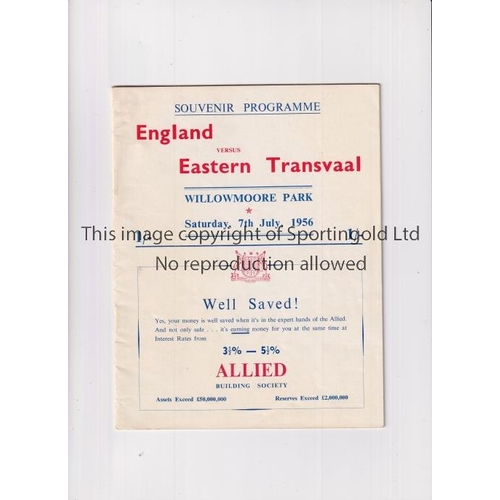 SOUVENIR PROGRAMME
England
VERSUS
Eastern Transvaal
WILLOWMOORE PARK
Saturday, 7th July, 1956
This image copyright of Sportingold Ltd
1/- 1/-
No reproduction allowed
Well Saved!
Yes, your money is well saved when it's in the expert hands of the Allied.
And not only safe . . . it's earning money for you at the same time at
Interest Rates from
3½% — 5½%
ALLIED
BUILDING SOCIETY
Assets Exceed £50,000,000 Reserves Exceed £2,000,000